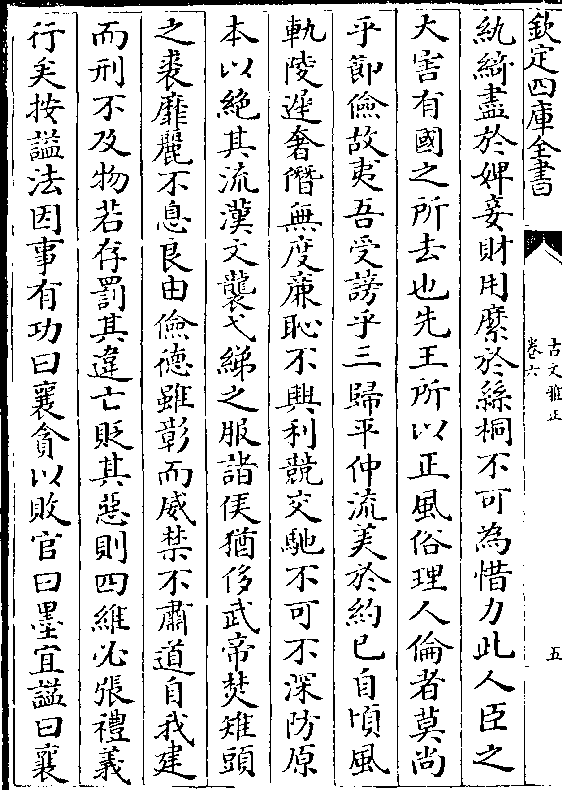 欽定四庫全書
古文雅正
卷六
五
紈綺盡於婢妾財用縻於絲桐不可為惜力此人臣之
大害有國之所去也先王所以正風俗理人倫者莫尚
乎節儉故夷吾受謗乎三歸平仲流美於約已自頃風
軌陵遲奢僭無度廉恥不興利競交馳不可不深防原
本以絶其流漢文襲弋綈之服諸侯猶侈武帝焚雉頭
之裘靡麗不息良由儉德雖彰而威禁不肅道自我建
而刑不及物若存罰其違亡貶其惡則四維必張禮義
行矣按諡法因事有功曰襄貪以敗官曰墨宜諡曰襄